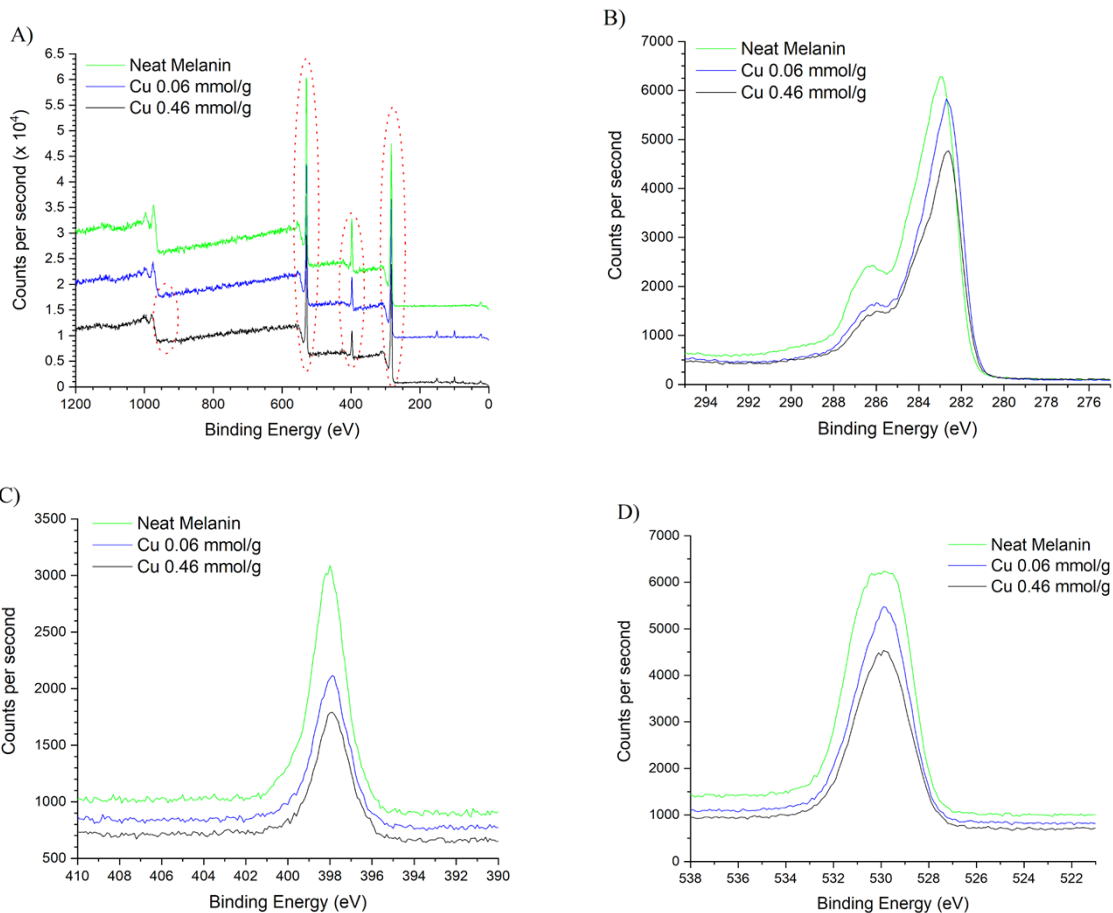 A)
Neat Melanin
Cu 0.06 mmol/g
Cu 0.46 mmol/g
6.5
6
5.5
5
4.5
4
3.5
3
2.5
2
1.5
1
0.5
0
1200 1000 800 600 400 200 0
Counts per second (x 10⁴)
Binding Energy (eV)
B)
Neat Melanin
Cu 0.06 mmol/g
Cu 0.46 mmol/g
7000
6000
5000
4000
3000
2000
1000
0
294 292 290 288 286 284 282 280 278 276
Counts per second
Binding Energy (eV)
C)
Neat Melanin
Cu 0.06 mmol/g
Cu 0.46 mmol/g
3500
3000
2500
2000
1500
1000
500
410 408 406 404 402 400 398 396 394 392 390
Counts per second
Binding Energy (eV)
D)
Neat Melanin
Cu 0.06 mmol/g
Cu 0.46 mmol/g
7000
6000
5000
4000
3000
2000
1000
0
538 536 534 532 530 528 526 524 522
Counts per second
Binding Energy (eV)